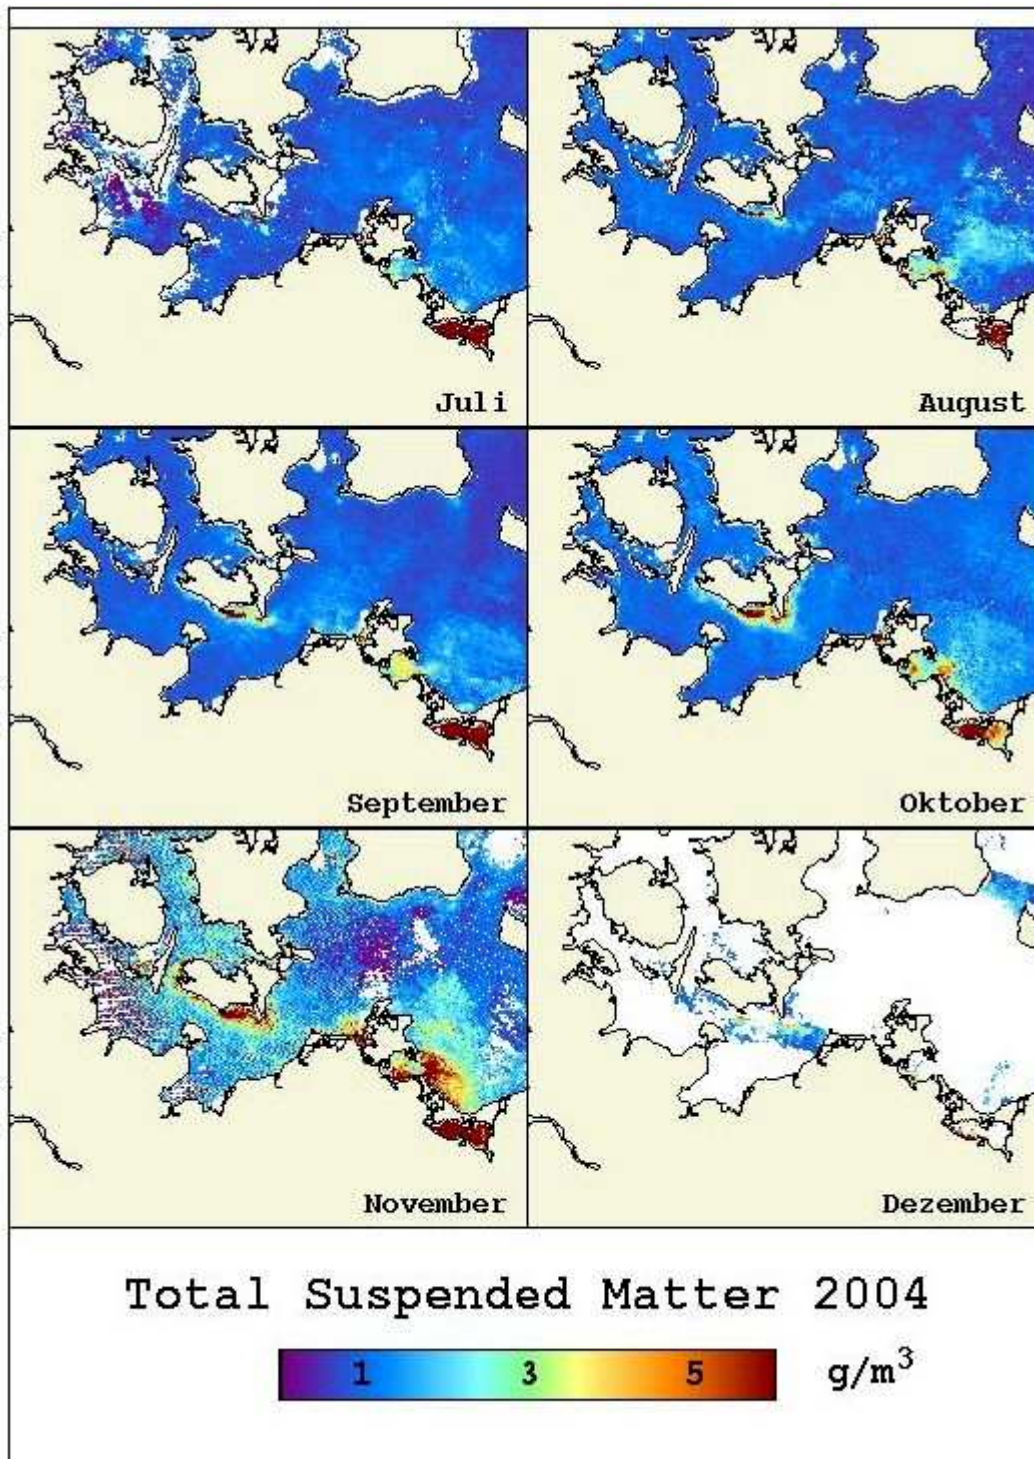 Juli
August
September
Oktober
November
Dezember
Total Suspended Matter 2004
1 3 5 g/m³